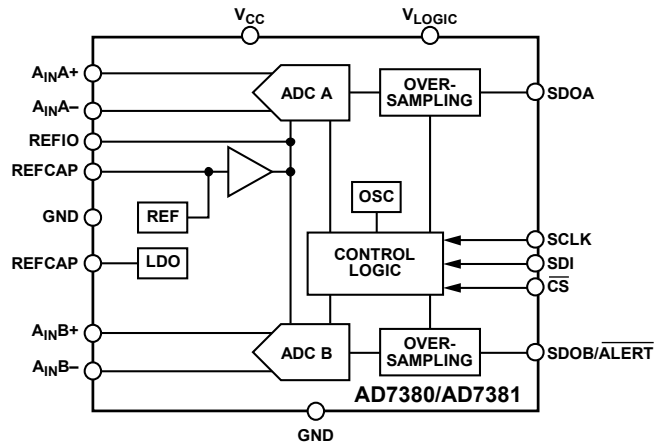 VCC
VLOGIC
AINA+
AINA−
REFIO
REFCAP
GND
REFCAP
AINB+
AINB−
ADC A
OVER-
SAMPLING
SDOA
REF
LDO
OSC
CONTROL
LOGIC
SCLK
SDI
CS
ADC B
OVER-
SAMPLING
SDOB/ALERT
AD7380/AD7381
GND